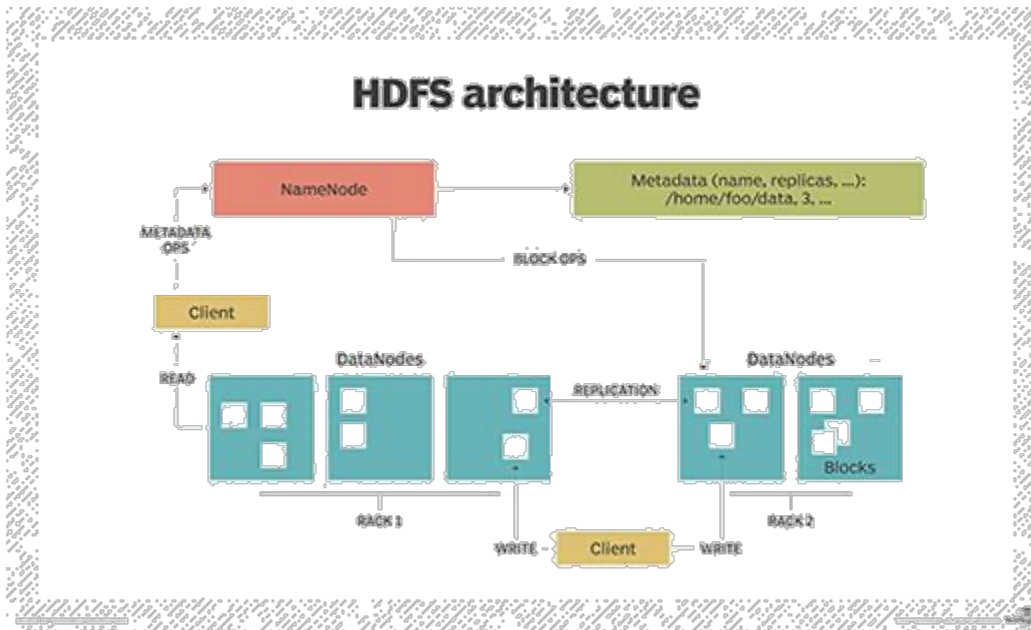 HDFS architecture
NameNode
Metadata (name, replicas, ...):
/home/foo/data, 3, ...
METADATA
OPS
BLOCK OPS
Client
DataNodes
DataNodes
READ
REPLICATION
Blocks
RACK 1
RACK 2
WRITE
Client
WRITE